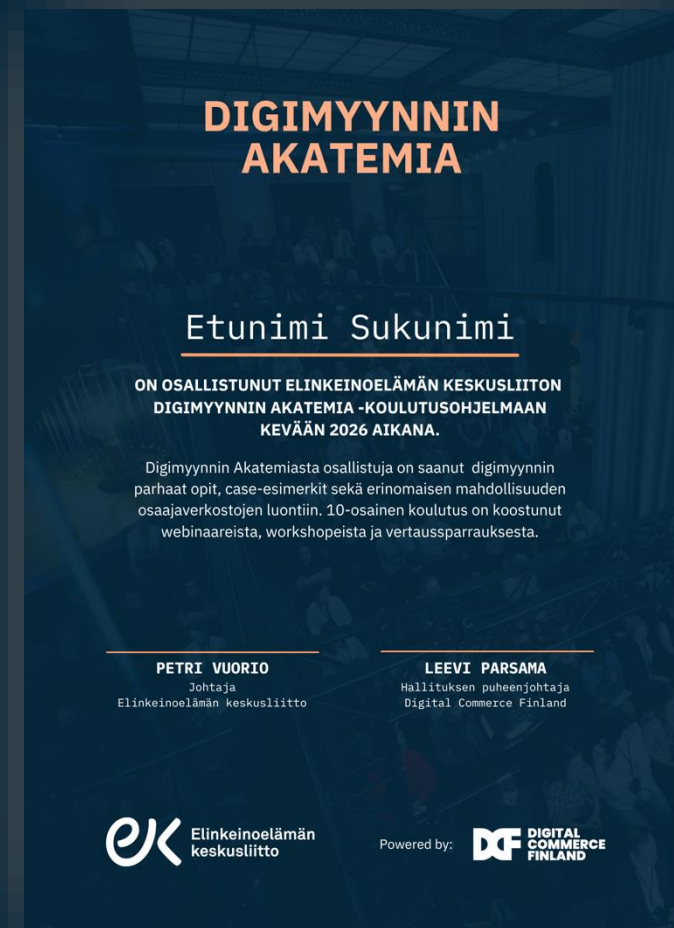 DIGIMYYNNIN
AKATEMIA
Etunimi Sukunimi
ON OSALLISTUNUT ELINKEINOELÄMÄN KESKUSLIITON
DIGIMYYNNIN AKATEMIA -KOULUTUSOHJELMAAN
KEVÄÄN 2026 AIKANA.
Digimyynnin Akatemiasta osallistuja on saanut digimyynnin
parhaat opit, case-esimerkit sekä erinomaisen mahdollisuuden
osaajaverkostojen luontiin. 10-osainen koulutus on koostunut
webinaareista, workshopeista ja vertaussparrauksesta.
PETRI VUORIO
Johtaja
Elinkeinoelämän keskusliitto
LEEVI PARSAMA
Hallituksen puheenjohtaja
Digital Commerce Finland
ek Elinkeinoelämän
keskusliitto
Powered by:
DCF DIGITAL
COMMERCE
FINLAND